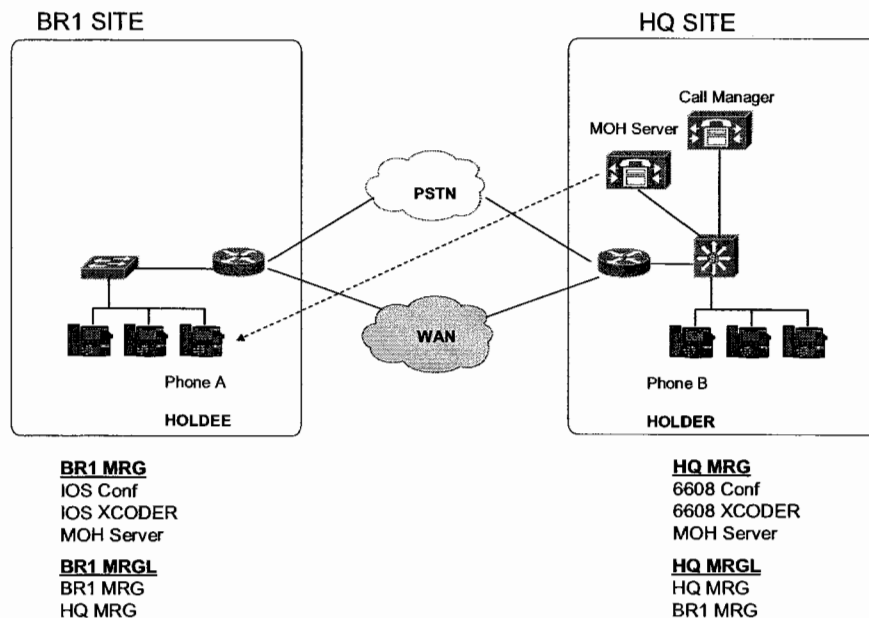 BR1 SITE
HQ SITE
Call Manager
MOH Server
PSTN
WAN
Phone A
HOLDEE
Phone B
HOLDER
BR1 MRG
IOS Conf
IOS XCODER
MOH Server
BR1 MRGL
BR1 MRG
HQ MRG
HQ MRG
6608 Conf
6608 XCODER
MOH Server
HQ MRGL
HQ MRG
BR1 MRG